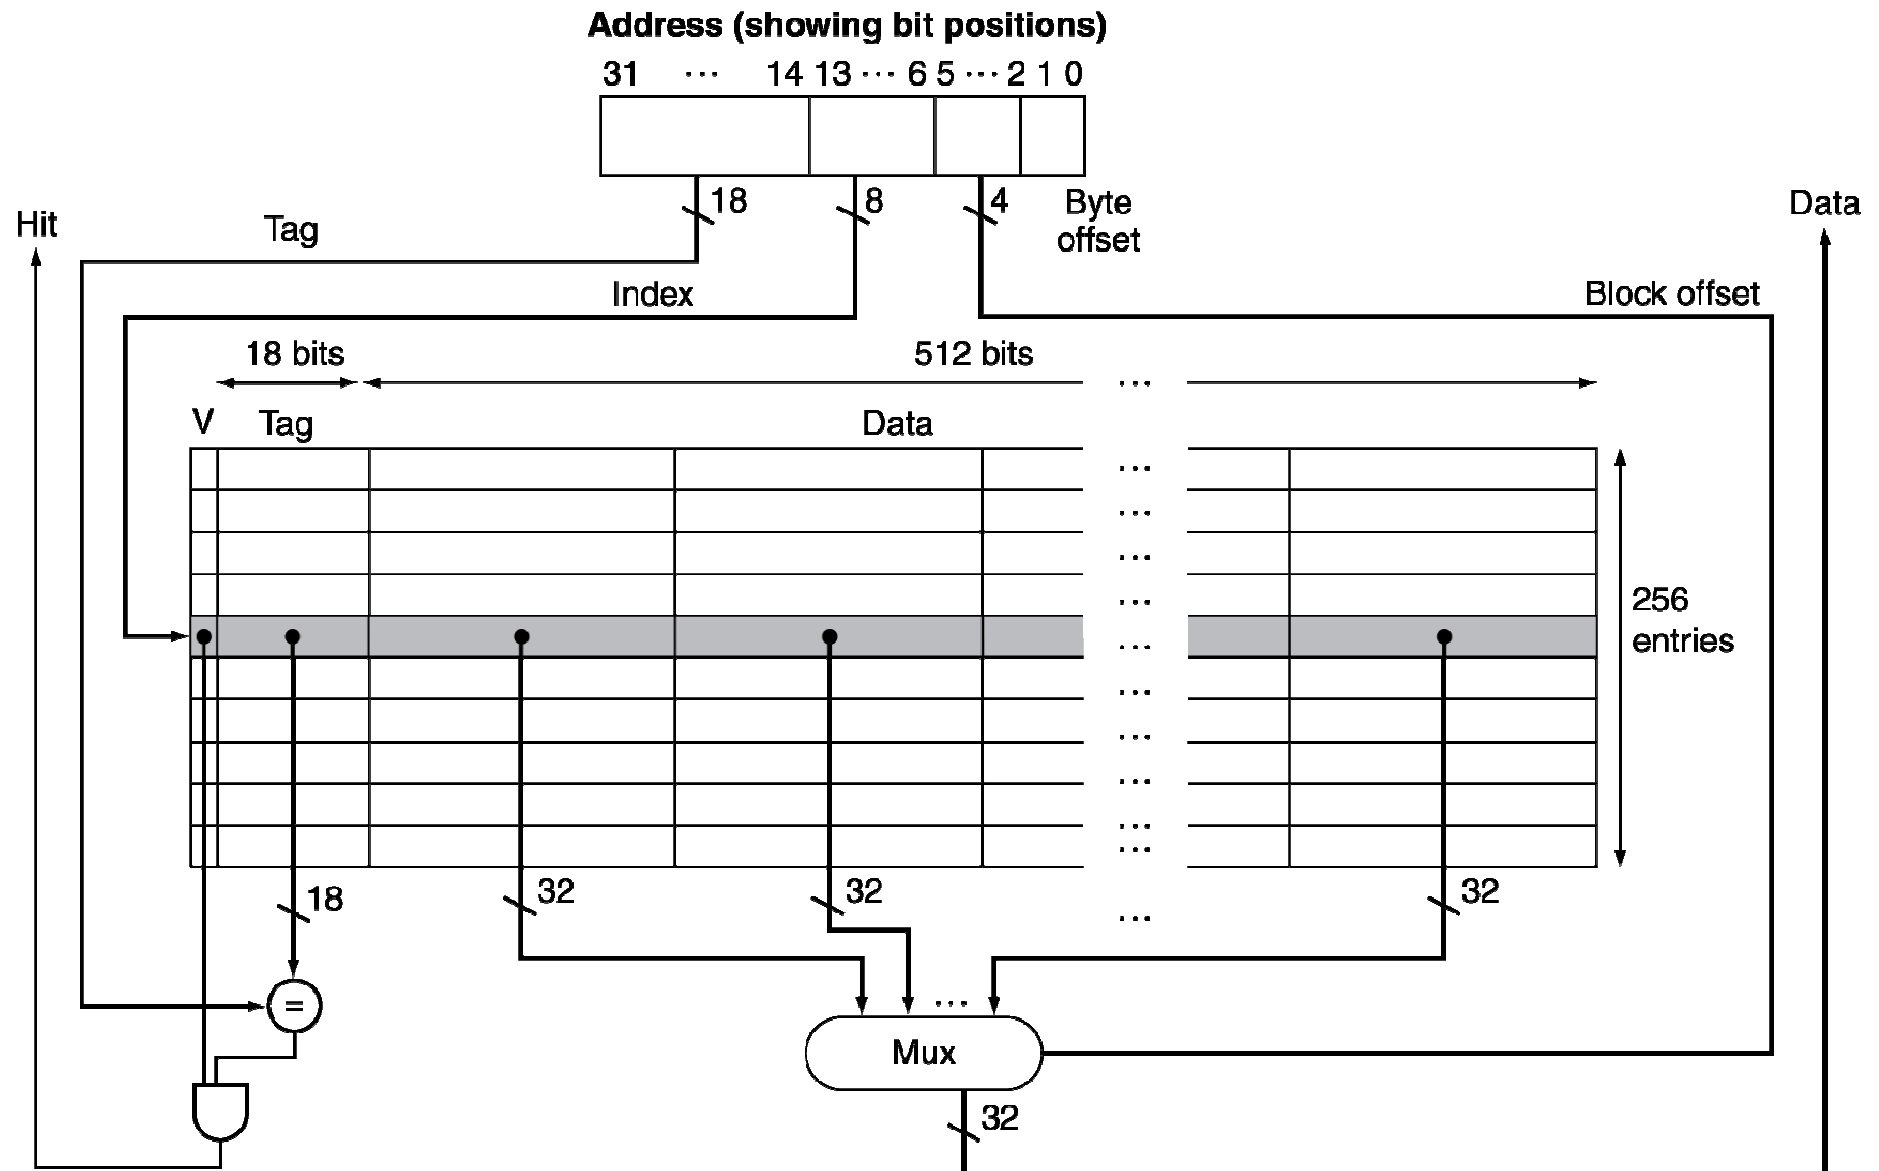 Address (showing bit positions)
31 ... 14 13 ... 6 5 ... 2 1 0
18 8 4 Byte offset
Hit
Tag
Data
Index
Block offset
18 bits
512 bits
...
V
Tag
Data
...
...
...
...
...
...
...
...
...
...
256
entries
18
32
32
...
32
=
...
Mux
32